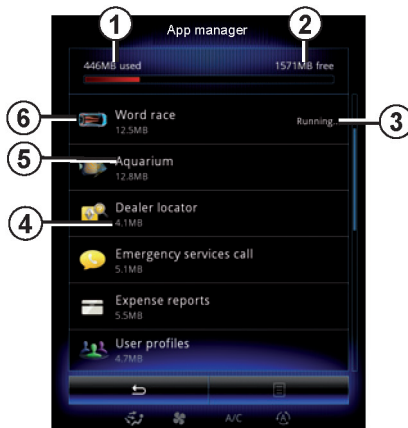 1
2
App manager
446MB used 1571MB free
6 Word race Running... 3
12.5MB
5 Aquarium
12.8MB
Dealer locator
4 4.1MB
Emergency services call
5.1MB
Expense reports
5.5MB
User profiles
4.7MB
A/C
A